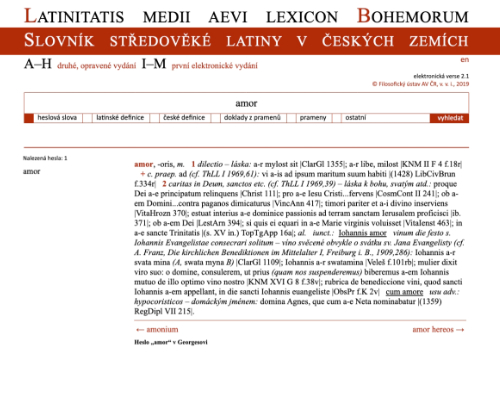 LATINITATIS MEDII AEVI LEXICON BOHEMORUM
SLOVNÍK STŘEDOVĚKÉ LATINY V ČESKÝCH ZEMÍCH
A–H druhé, opravené vydání I–M první elektronické vydání
en
elektronická verze 2.1
© Filosofický ústav AV ČR, v. v. i., 2019
amor
heslová slova latinské definice české definice doklady z pramenů prameny ostatní vyhledat
Nalezená hesla: 1
amor
amor, -oris, m. 1 dilectio – láska: a-r mylost sit |ClarGl 1355|; a-r libe, milost |KNM II F 4 f.18r|
+ c. praep. ad (cf. ThLL I 1969,61): vi a-is ad ipsum maritum suum habiti |(1428) LibCivBrun
f.334r| 2 caritas in Deum, sanctos etc. (cf. ThLL I 1969,39) – láska k bohu, svatým atd.: proque
Dei a-e principatum relinquens |Christ 111|; pro a-e Iesu Cristi...fervens |CosmCont II 241|; ob a-
em Domini...contra paganos dimicaturus |VincAnn 417|; timori pariter et a-i divino inserviens
|VitaHrozn 370|; estuat interius a-e dominice passionis ad terram sanctam Ierusalem proficisci |ib.
371|; ob a-em Dei |LestArn 394|; si quis ei equari in a-e Marie virginis voluisset |VitaIenst 463|; in
a-e sancte Trinitatis |(s. XV in.) TopTgApp 16a|; al. iunct.: Iohannis amor vinum die festo s.
Iohannis Evangelistae consecrari solitum – víno svěcené obvykle o svátku sv. Jana Evangelisty (cf.
A. Franz, Die kirchlichen Benediktionen im Mittelalter I, Freiburg i. B., 1909,286): Iohannis a-r
swata mina (A, swata myna B) |ClarGl 1109|; Iohannis a-r swatamina |Veleš f.101rb|; mulier dixit
viro suo: o domine, consulerem, ut prius (quam nos suspenderemus) biberemus a-em Iohannis
mutuo de illo optimo vino nostro |KNM XVI G 8 f.38v|; rubrica de benediccione vini, quod sancti
Iohannis a-em appellant, in die sancti Iohannis euangeliste |ObsPr f.K 2v| cum amore usu adv.:
hypocoristicos – domáckým jménem: domina Agnes, que cum a-e Neta nominabatur |(1359)
RegDipl VII 215|.
← amonium
amor hereos →
Heslo „amor“ v Georgesovi